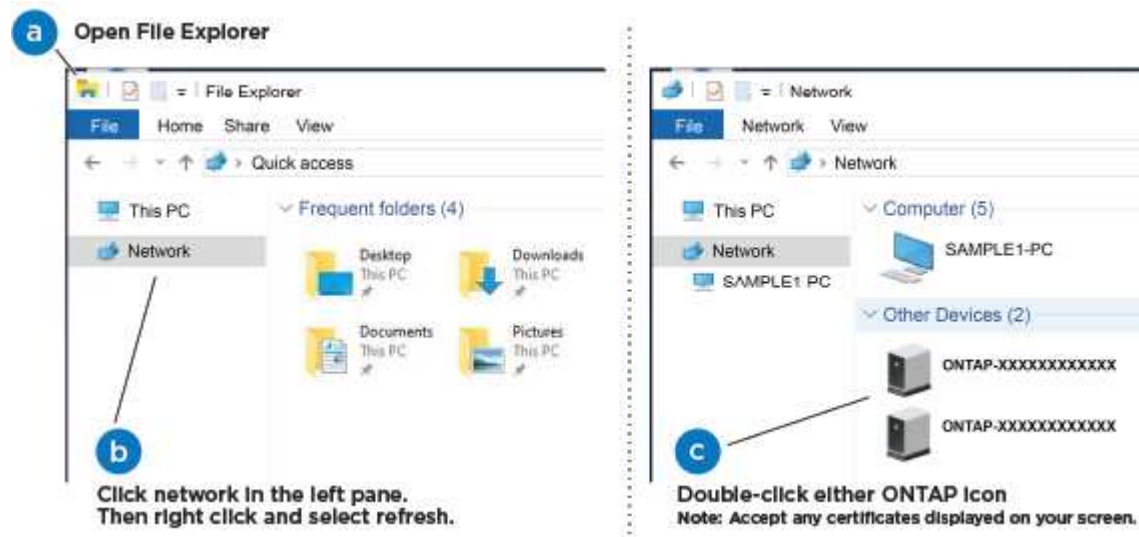 a Open File Explorer
File Explorer
File Home Share View
Quick access
This PC
Network
Frequent folders (4)
Desktop
This PC
Downloads
This PC
Documents
This PC
Pictures
This PC
b
Click network in the left pane.
Then right click and select refresh.
Network
File Network View
Network
This PC
Network
SAMPLE1 PC
Computer (5)
SAMPLE1-PC
Other Devices (2)
ONTAP-XXXXXXXXXXXX
ONTAP-XXXXXXXXXXXX
c
Double-click either ONTAP icon
Note: Accept any certificates displayed on your screen.